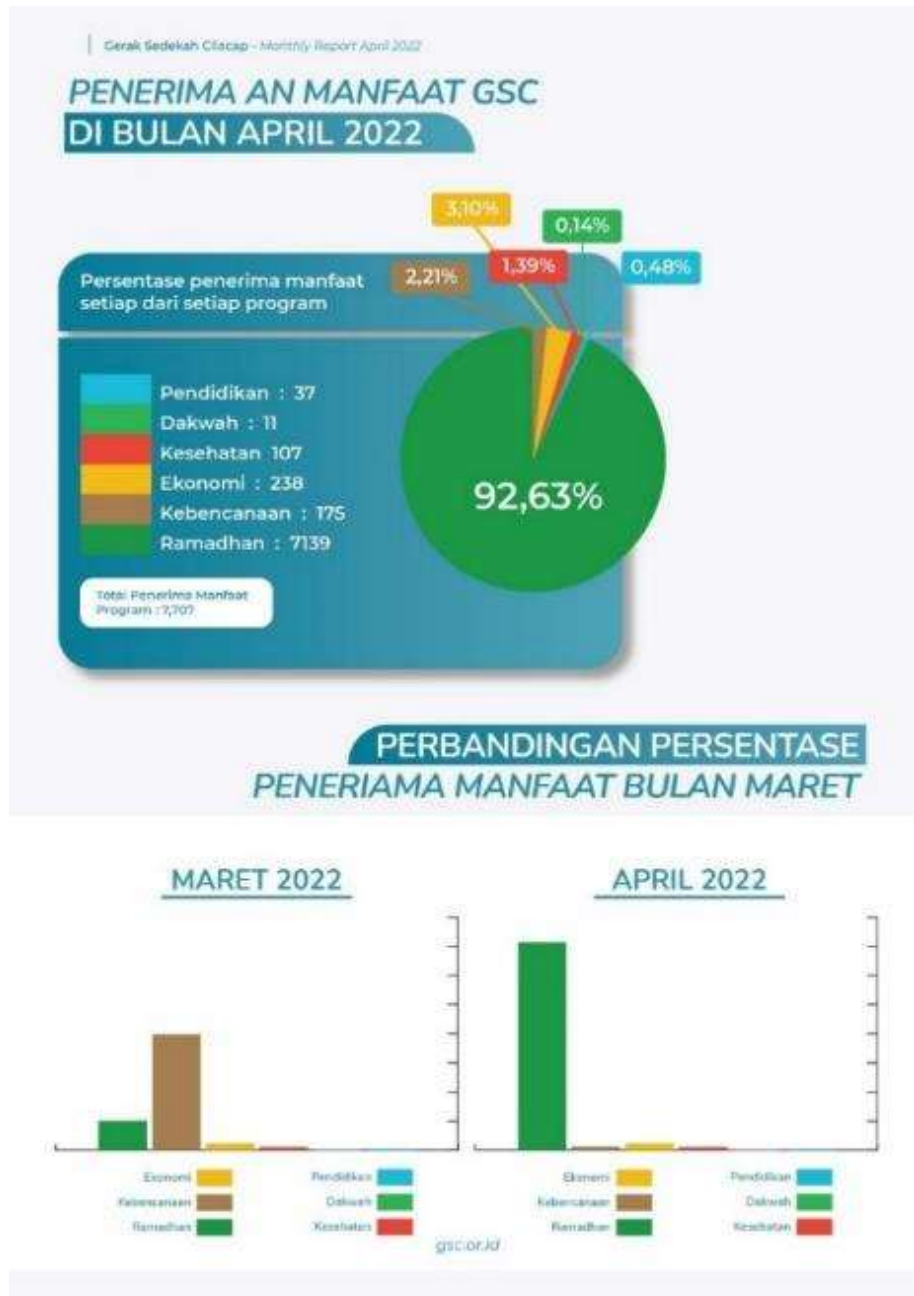 Gerak Sedekah Cilacap - Monthly Report April 2022
PENERIMA AN MANFAAT GSC
DI BULAN APRIL 2022
3,10%
0,14%
2,21%
1,39%
0,48%
Persentase penerima manfaat
setiap dari setiap program
Pendidikan : 37
Dakwah : 11
Kesehatan 107
Ekonomi : 238
Kebencanaan : 175
Ramadhan : 7139
92,63%
Total Penerima Manfaat
Program : 7,707
PERBANDINGAN PERSENTASE
PENERIAMA MANFAAT BULAN MARET
MARET 2022
APRIL 2022
Ekonomi
Pendidikan
Kebencanaan
Dakwah
Ramadhan
Kesehatan
Ekonomi
Pendidikan
Kebencanaan
Dakwah
Ramadhan
Kesehatan
gsc.or.id